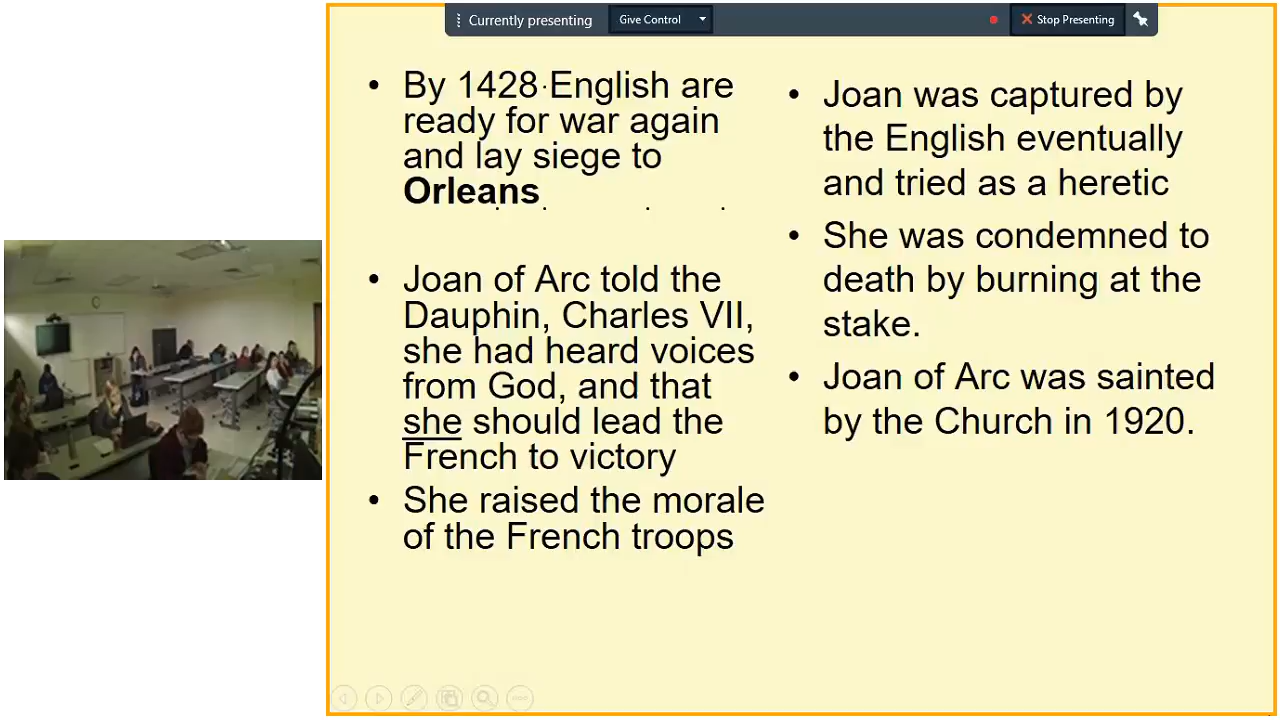 Currently presenting
Give Control
Stop Presenting
• By 1428 English are
ready for war again
and lay siege to
Orleans
• Joan of Arc told the
Dauphin, Charles VII,
she had heard voices
from God, and that
she should lead the
French to victory
• She raised the morale
of the French troops
• Joan was captured by
the English eventually
and tried as a heretic
• She was condemned to
death by burning at the
stake.
• Joan of Arc was sainted
by the Church in 1920.